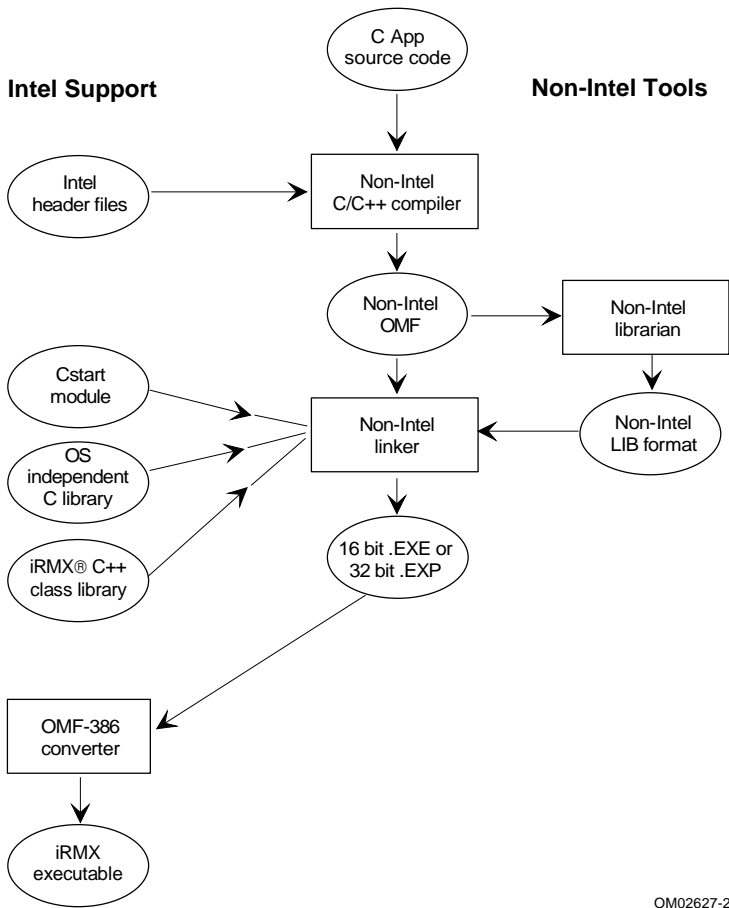 C App
source code
Intel Support
Non-Intel Tools
Intel
header files
Non-Intel
C/C++ compiler
Non-Intel
OMF
Non-Intel
librarian
Cstart
module
Non-Intel
linker
Non-Intel
LIB format
OS
independent
C library
iRMX® C++
class library
16 bit .EXE or
32 bit .EXP
OMF-386
converter
iRMX
executable
OM02627-2